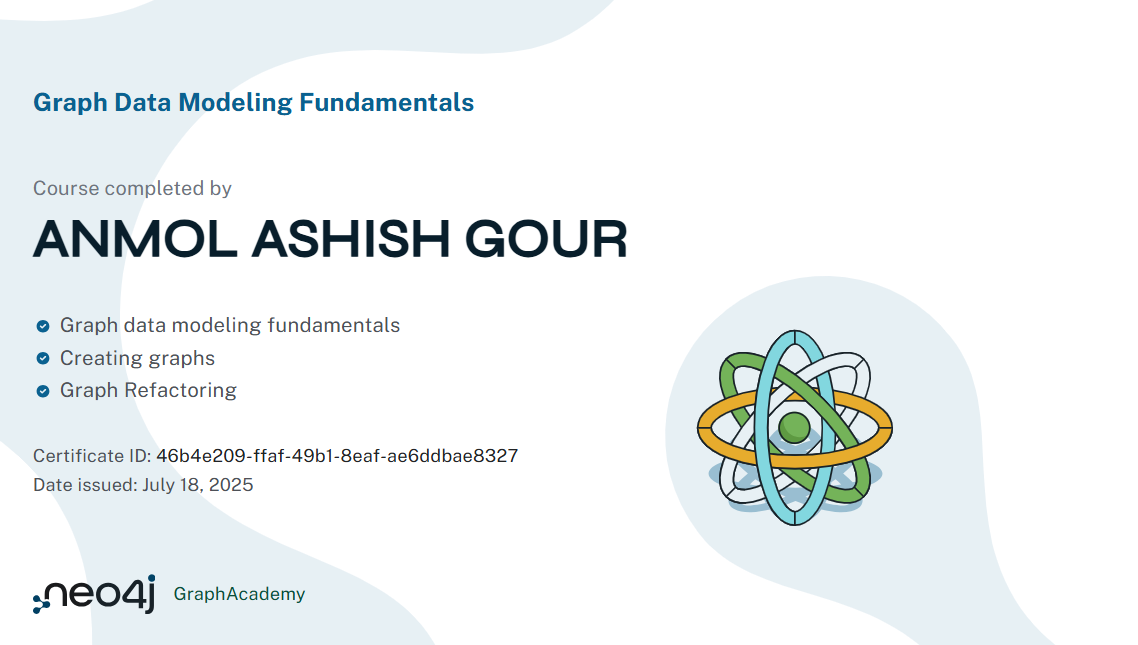 Graph Data Modeling Fundamentals
Course completed by
ANMOL ASHISH GOUR
Graph data modeling fundamentals
Creating graphs
Graph Refactoring
Certificate ID: 46b4e209-ffaf-49b1-8eaf-ae6ddbae8327
Date issued: July 18, 2025
neo4j GraphAcademy